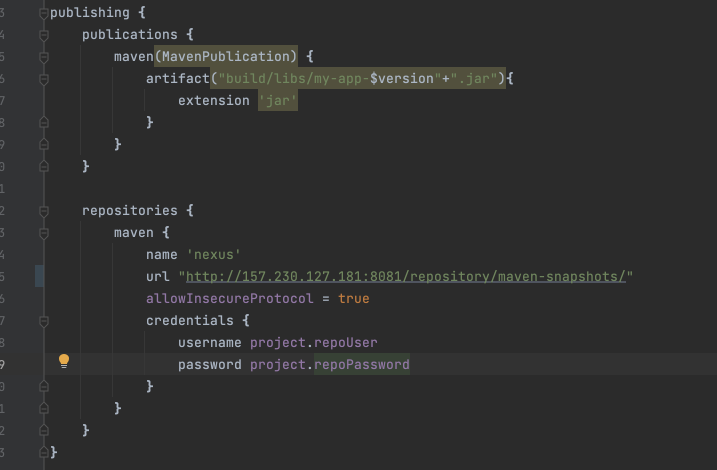 3 publishing {
4     publications {
5         maven(MavenPublication) {
6             artifact("build/libs/my-app-$version"+".jar"){
7                 extension 'jar'
8             }
9         }
0     }
1
2     repositories {
3         maven {
4             name 'nexus'
5             url "http://157.230.127.181:8081/repository/maven-snapshots/"
6             allowInsecureProtocol = true
7             credentials {
8                 username project.repoUser
9                 password project.repoPassword
0             }
1         }
2     }
3 }